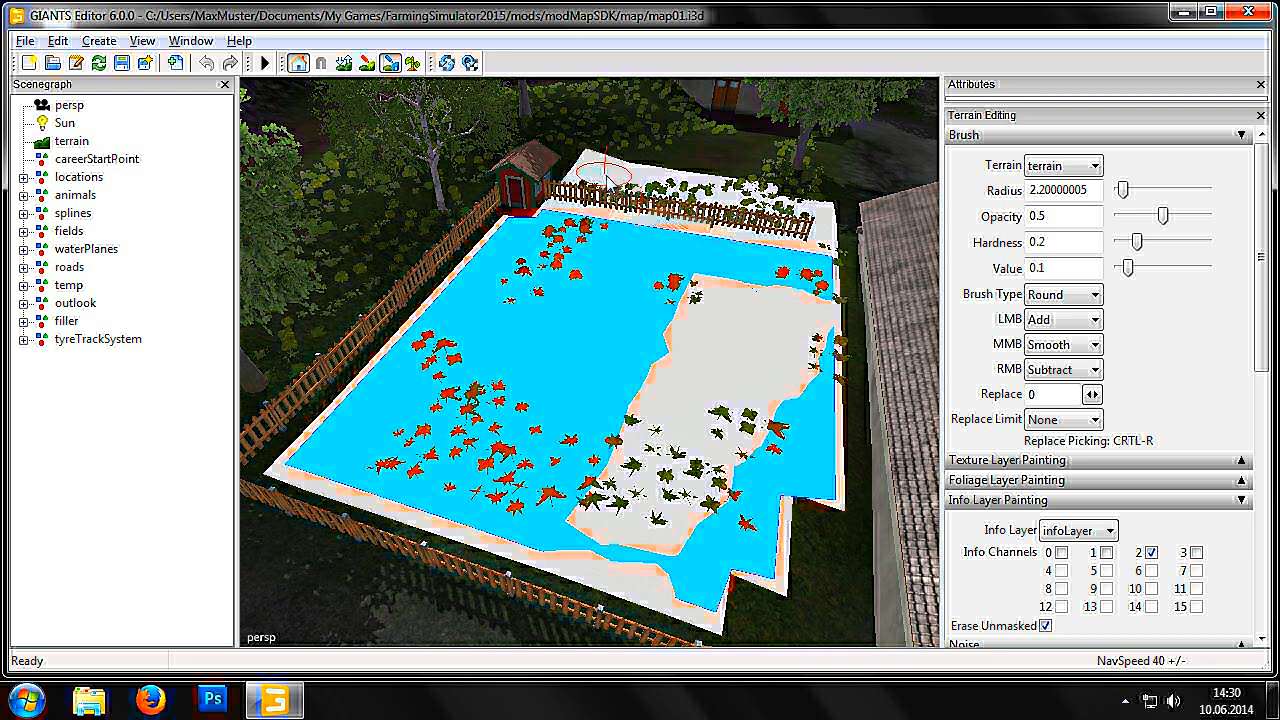 GIANTS Editor 6.0.0 - C:/Users/MaxMuster/Documents/My Games/FarmingSimulator2015/mods/modMapSDK/map/map01.i3d
File Edit Create View Window Help
Scenegraph
persp
Sun
terrain
careerStartPoint
locations
animals
splines
fields
waterPlanes
roads
temp
outlook
filler
tyreTrackSystem
persp
Attributes
Terrain Editing
Brush
Terrain terrain
Radius 2.20000005
Opacity 0.5
Hardness 0.2
Value 0.1
Brush Type Round
LMB Add
MMB Smooth
RMB Subtract
Replace 0
Replace Limit None
Replace Picking: CRTL-R
Texture Layer Painting
Foliage Layer Painting
Info Layer Painting
Info Layer infoLayer
Info Channels 0 1 2 3
4 5 6 7
8 9 10 11
12 13 14 15
Erase Unmasked
Noise
Ready
NavSpeed 40 +/-
Ps
14:30
10.06.2014